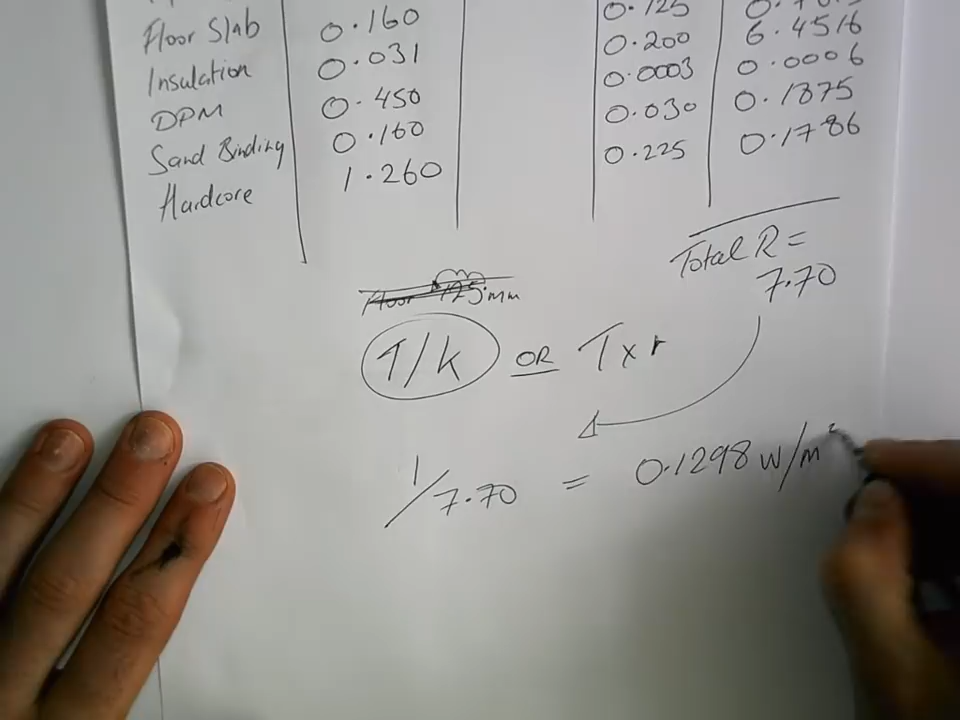 0.160 0.125
Floor Slab 0.031 0.200 6.4516
Insulation 0.450 0.0003 0.0006
DPM 0.160 0.030 0.1875
Sand Binding 1.260 0.225 0.1786
Hardcore
Total R =
7.70
Floor 125mm
T/k OR T x r
1/7.70 = 0.1298 w/m²